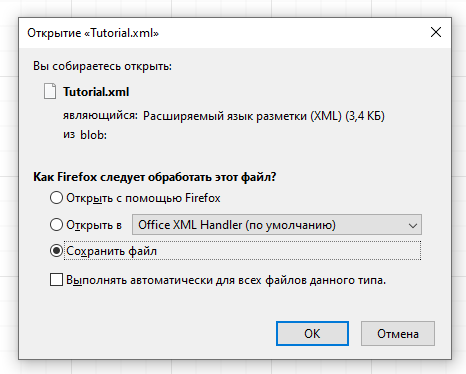 Открытие «Tutorial.xml»
Вы собираетесь открыть:
Tutorial.xml
являющийся: Расширяемый язык разметки (XML) (3,4 КБ)
из blob:
Как Firefox следует обработать этот файл?
Открыть с помощью Firefox
Открыть в Office XML Handler (по умолчанию)
Сохранить файл
Выполнять автоматически для всех файлов данного типа.
ОК Отмена